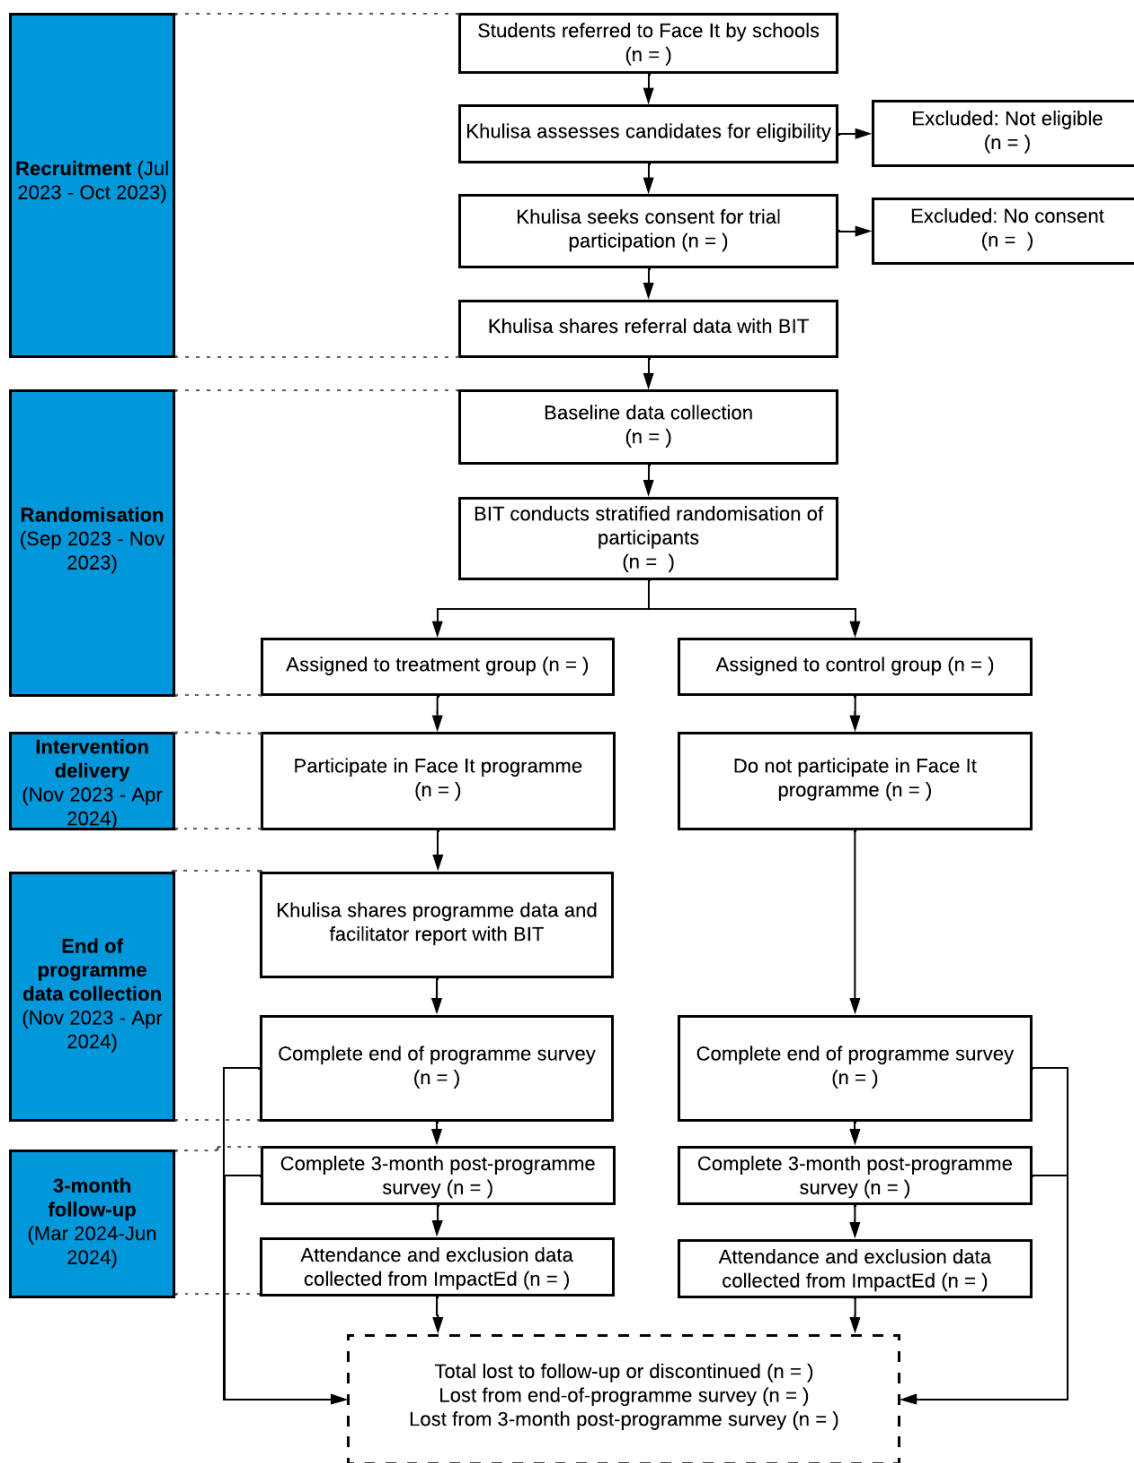 Students referred to Face It by schools
(n = )
Khulisa assesses candidates for eligibility
Excluded: Not eligible
(n = )
Recruitment (Jul
2023 - Oct 2023)
Khulisa seeks consent for trial
participation (n = )
Excluded: No consent
(n =  )
Khulisa shares referral data with BIT
Baseline data collection
(n = )
Randomisation
(Sep 2023 - Nov
2023)
BIT conducts stratified randomisation of
participants
(n =  )
Assigned to treatment group (n = )
Assigned to control group (n = )
Intervention
delivery
(Nov 2023 - Apr
2024)
Participate in Face It programme
(n = )
Do not participate in Face It
programme (n = )
End of
programme
data collection
(Nov 2023 - Apr
2024)
Khulisa shares programme data and
facilitator report with BIT
Complete end of programme survey
(n = )
Complete end of programme survey
(n = )
3-month
follow-up
(Mar 2024-Jun
2024)
Complete 3-month post-programme
survey (n = )
Complete 3-month post-programme
survey (n = )
Attendance and exclusion data
collected from ImpactEd (n = )
Attendance and exclusion data
collected from ImpactEd (n = )
Total lost to follow-up or discontinued (n = )
Lost from end-of-programme survey (n = )
Lost from 3-month post-programme survey (n = )